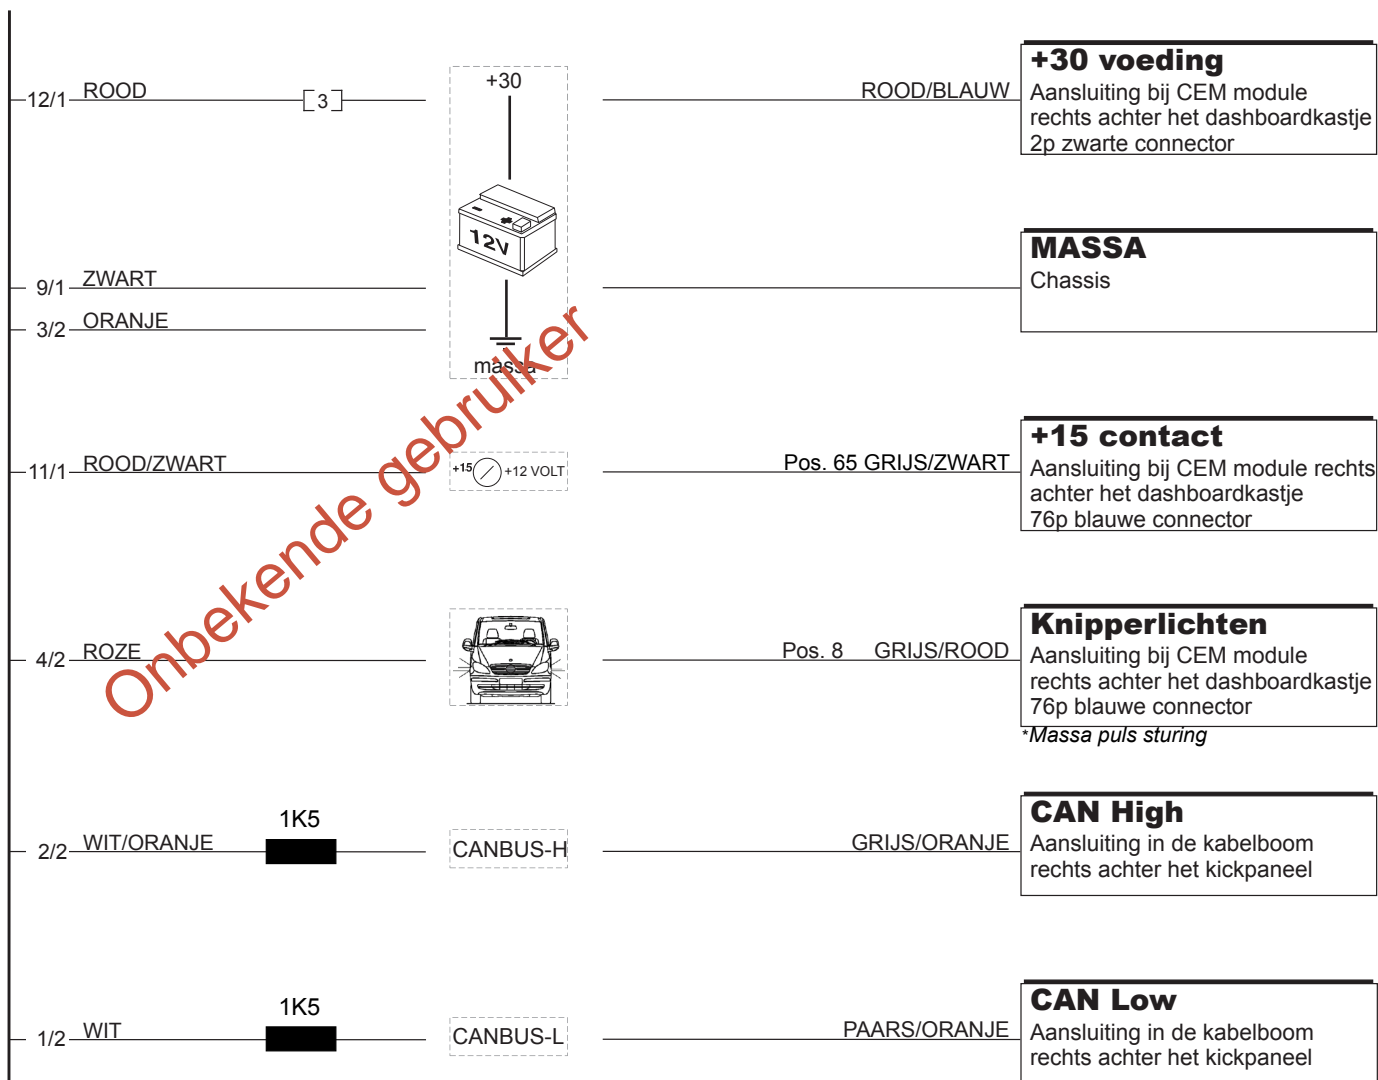 12/1 ROOD [3] +30 ROOD/BLAUW
+30 voeding
Aansluiting bij CEM module
rechts achter het dashboardkastje
2p zwarte connector
12V
9/1 ZWART
MASSA
Chassis
3/2 ORANJE
massa
11/1 ROOD/ZWART +15 +12 VOLT Pos. 65 GRIJS/ZWART
+15 contact
Aansluiting bij CEM module rechts
achter het dashboardkastje
76p blauwe connector
Onbekende gebruiker
4/2 ROZE Pos. 8 GRIJS/ROOD
Knipperlichten
Aansluiting bij CEM module
rechts achter het dashboardkastje
76p blauwe connector
*Massa puls sturing
1K5
2/2 WIT/ORANJE CANBUS-H GRIJS/ORANJE
CAN High
Aansluiting in de kabelboom
rechts achter het kickpaneel
1K5
1/2 WIT CANBUS-L PAARS/ORANJE
CAN Low
Aansluiting in de kabelboom
rechts achter het kickpaneel